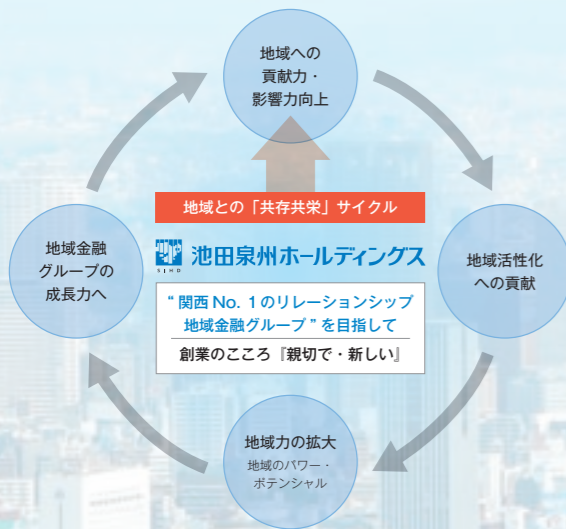 地域への
貢献力・
影響力向上
地域との「共存共栄」サイクル
地域金融
グループの
成長力へ
SIHD
池田泉州ホールディングス
地域活性化
への貢献
“関西 No. 1のリレーションシップ
地域金融グループ”を目指して
創業のこころ『親切で・新しい』
地域力の拡大
地域のパワー・
ポテンシャル